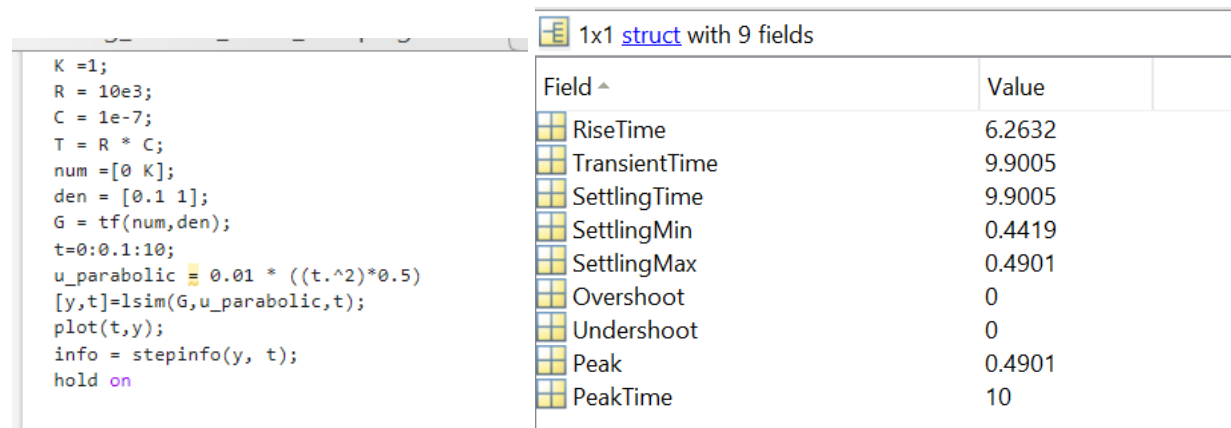 K =1;
R = 10e3;
C = 1e-7;
T = R * C;
num =[0 K];
den = [0.1 1];
G = tf(num,den);
t=0:0.1:10;
u_parabolic = 0.01 * ((t.^2)*0.5)
[y,t]=lsim(G,u_parabolic,t);
plot(t,y);
info = stepinfo(y, t);
hold on
1x1 struct with 9 fields
Field Value
RiseTime 6.2632
TransientTime 9.9005
SettlingTime 9.9005
SettlingMin 0.4419
SettlingMax 0.4901
Overshoot 0
Undershoot 0
Peak 0.4901
PeakTime 10